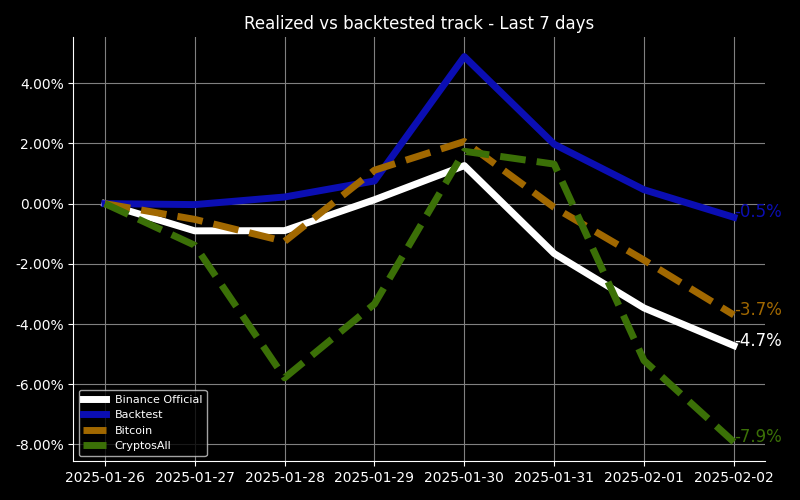 Realized vs backtested track - Last 7 days
4.00%
2.00%
0.00%
-2.00%
-4.00%
-6.00%
-8.00%
-0.5%
-3.7%
-4.7%
-7.9%
Binance Official
Backtest
Bitcoin
CryptosAll
2025-01-26 2025-01-27 2025-01-28 2025-01-29 2025-01-30 2025-01-31 2025-02-01 2025-02-02